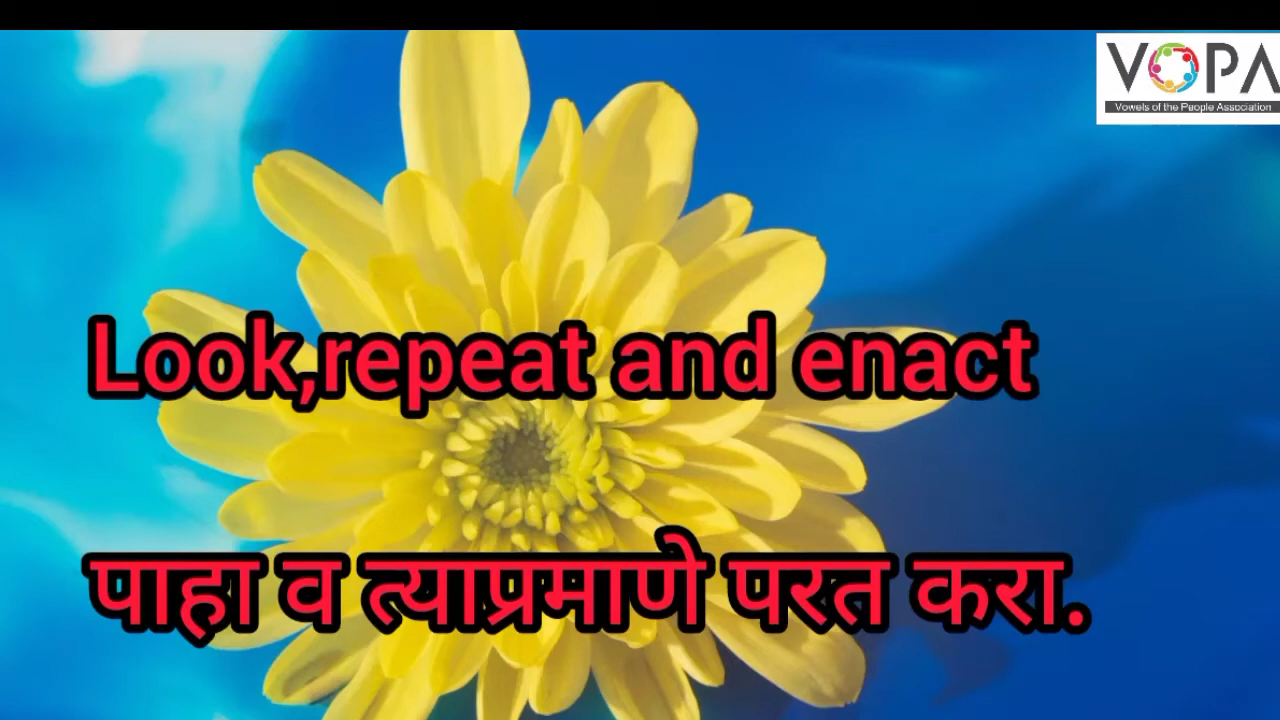 VOPA
Vowels of the People Association
Look,repeat and enact
पाहा व त्याप्रमाणे परत करा.